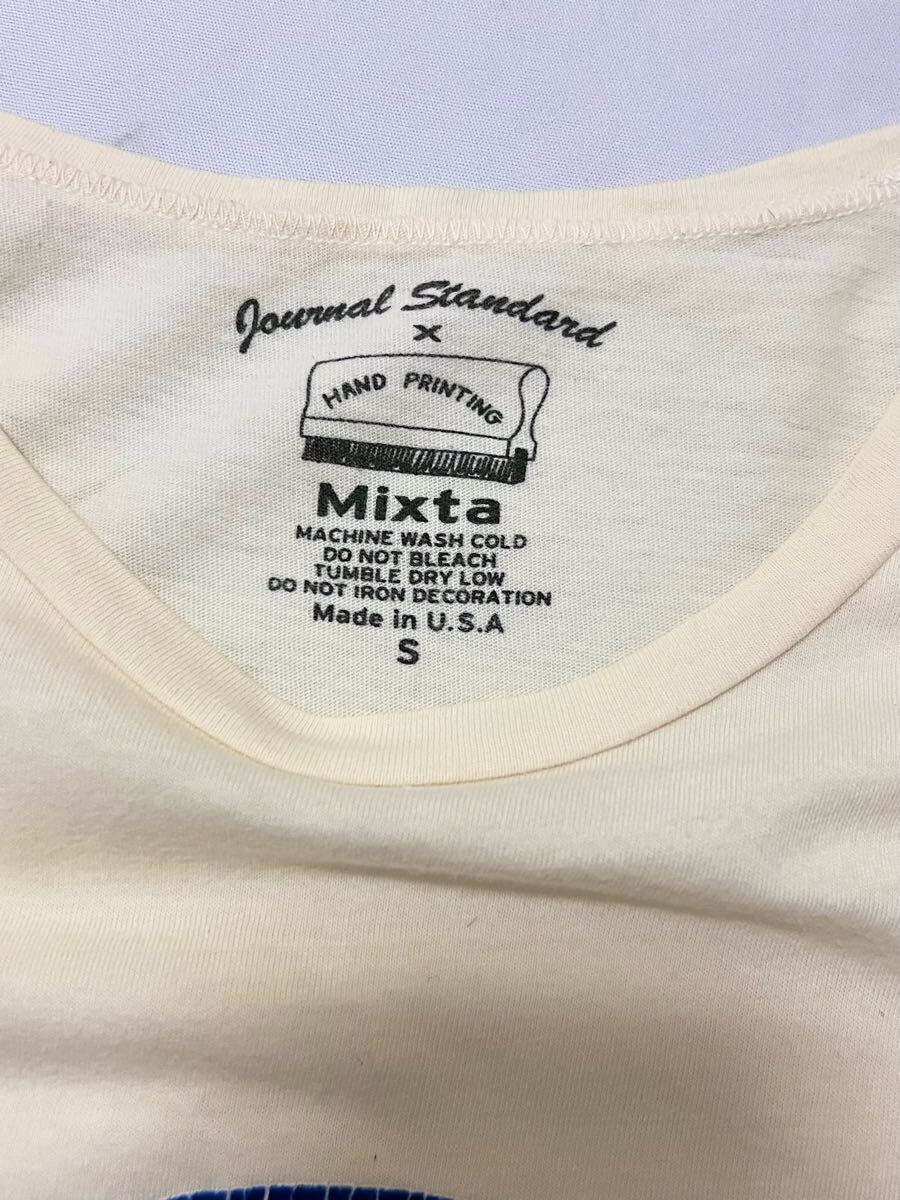 Journal Standard
X
HAND PRINTING
Mixta
MACHINE WASH COLD
DO NOT BLEACH
TUMBLE DRY LOW
DO NOT IRON DECORATION
Made in U.S.A
S